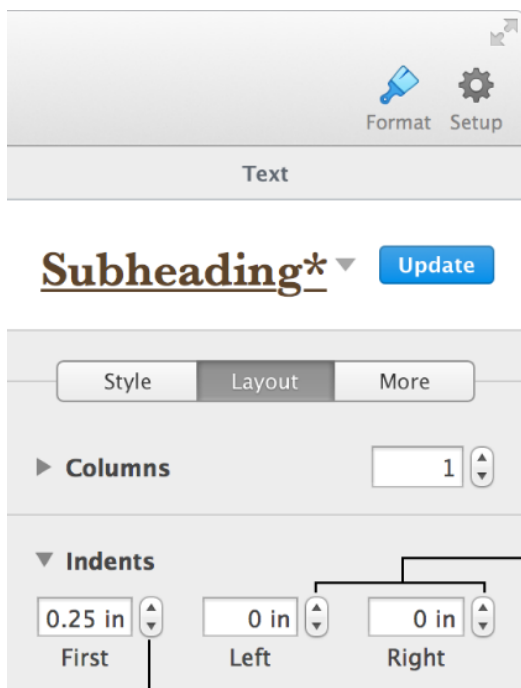 Format Setup
Text
Subheading* Update
Style Layout More
Columns 1
Indents
0.25 in 0 in 0 in
First Left Right